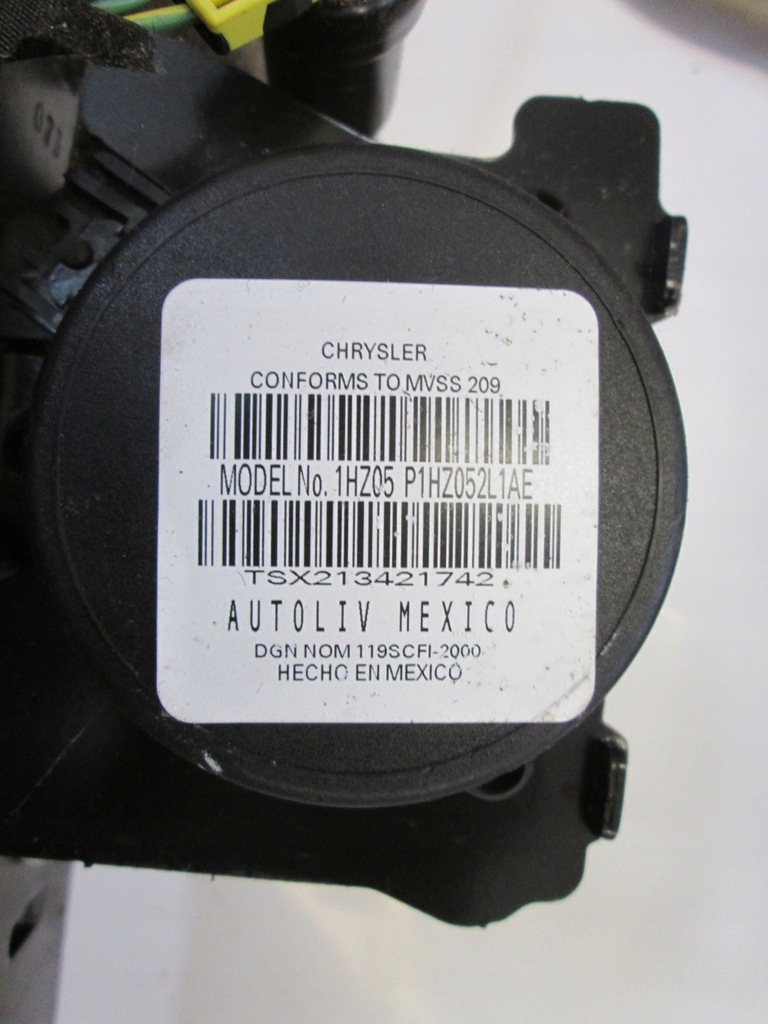 071
CHRYSLER
CONFORMS TO MVSS 209
MODEL No. 1HZ05 P1HZ052L1AE
TSX213421742
AUTOLIV MEXICO
DGN NOM 119SCFI-2000
HECHO EN MEXICO